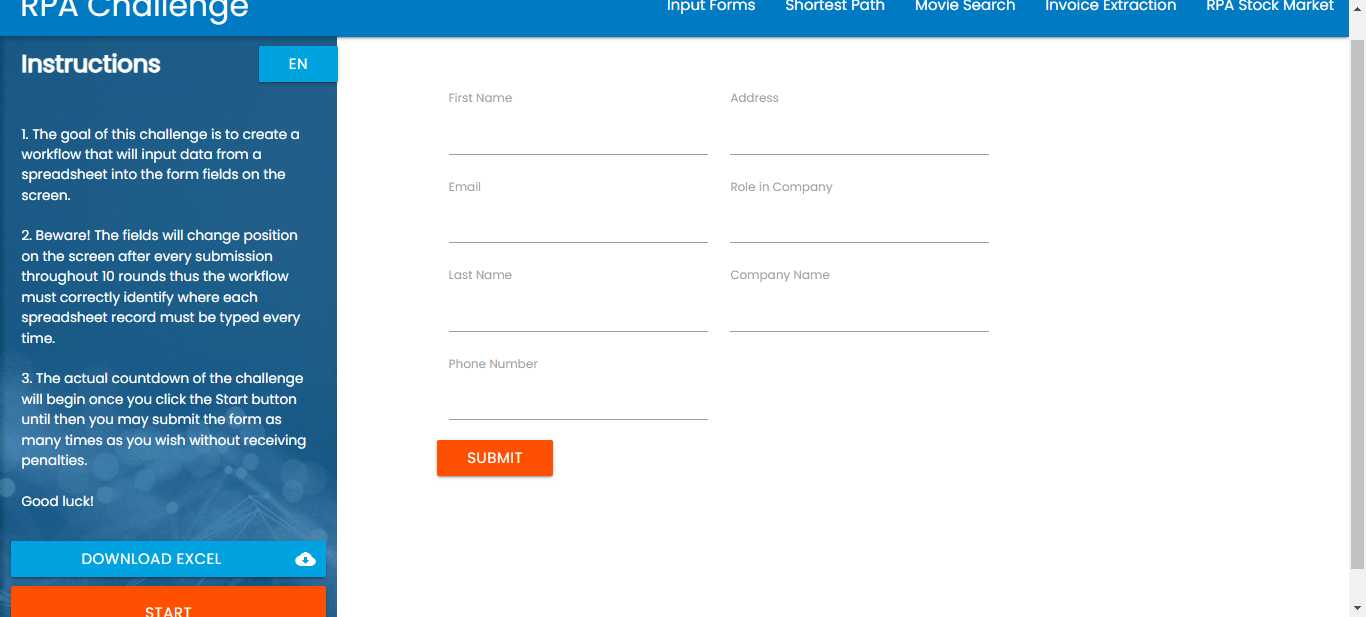 RPA Challenge
Input Forms Shortest Path Movie Search Invoice Extraction RPA Stock Market
Instructions
EN
1. The goal of this challenge is to create a
workflow that will input data from a
spreadsheet into the form fields on the
screen.
2. Beware! The fields will change position
on the screen after every submission
throughout 10 rounds thus the workflow
must correctly identify where each
spreadsheet record must be typed every
time.
3. The actual countdown of the challenge
will begin once you click the Start button
until then you may submit the form as
many times as you wish without receiving
penalties.
Good luck!
DOWNLOAD EXCEL
START
First Name Address
Email Role in Company
Last Name Company Name
Phone Number
SUBMIT